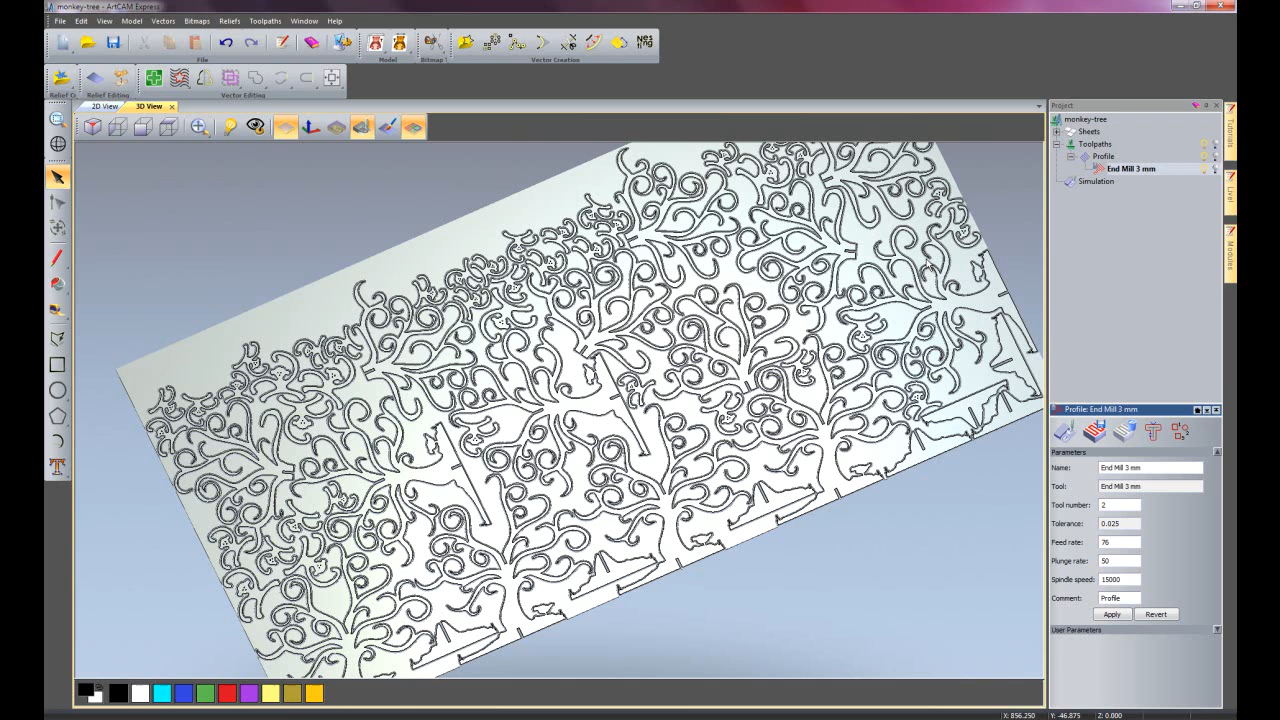 monkey-tree - ArtCAM Express
File Edit View Model Vectors Bitmaps Reliefs Toolpaths Window Help
Nes
ting
File Model Bitmap Vector Creation
Relief C Relief Editing Vector Editing
2D View 3D View x
Project
monkey-tree
Sheets
Toolpaths
Profile
End Mill 3 mm
Simulation
Tutorials
Live!
Modules
Profile: End Mill 3 mm
Parameters
Name: End Mill 3 mm
Tool: End Mill 3 mm
Tool number: 2
Tolerance: 0.025
Feed rate: 76
Plunge rate: 50
Spindle speed: 15000
Comment: Profile
Apply Revert
User Parameters
X: 856.250 Y: -46.875 Z: 0.000